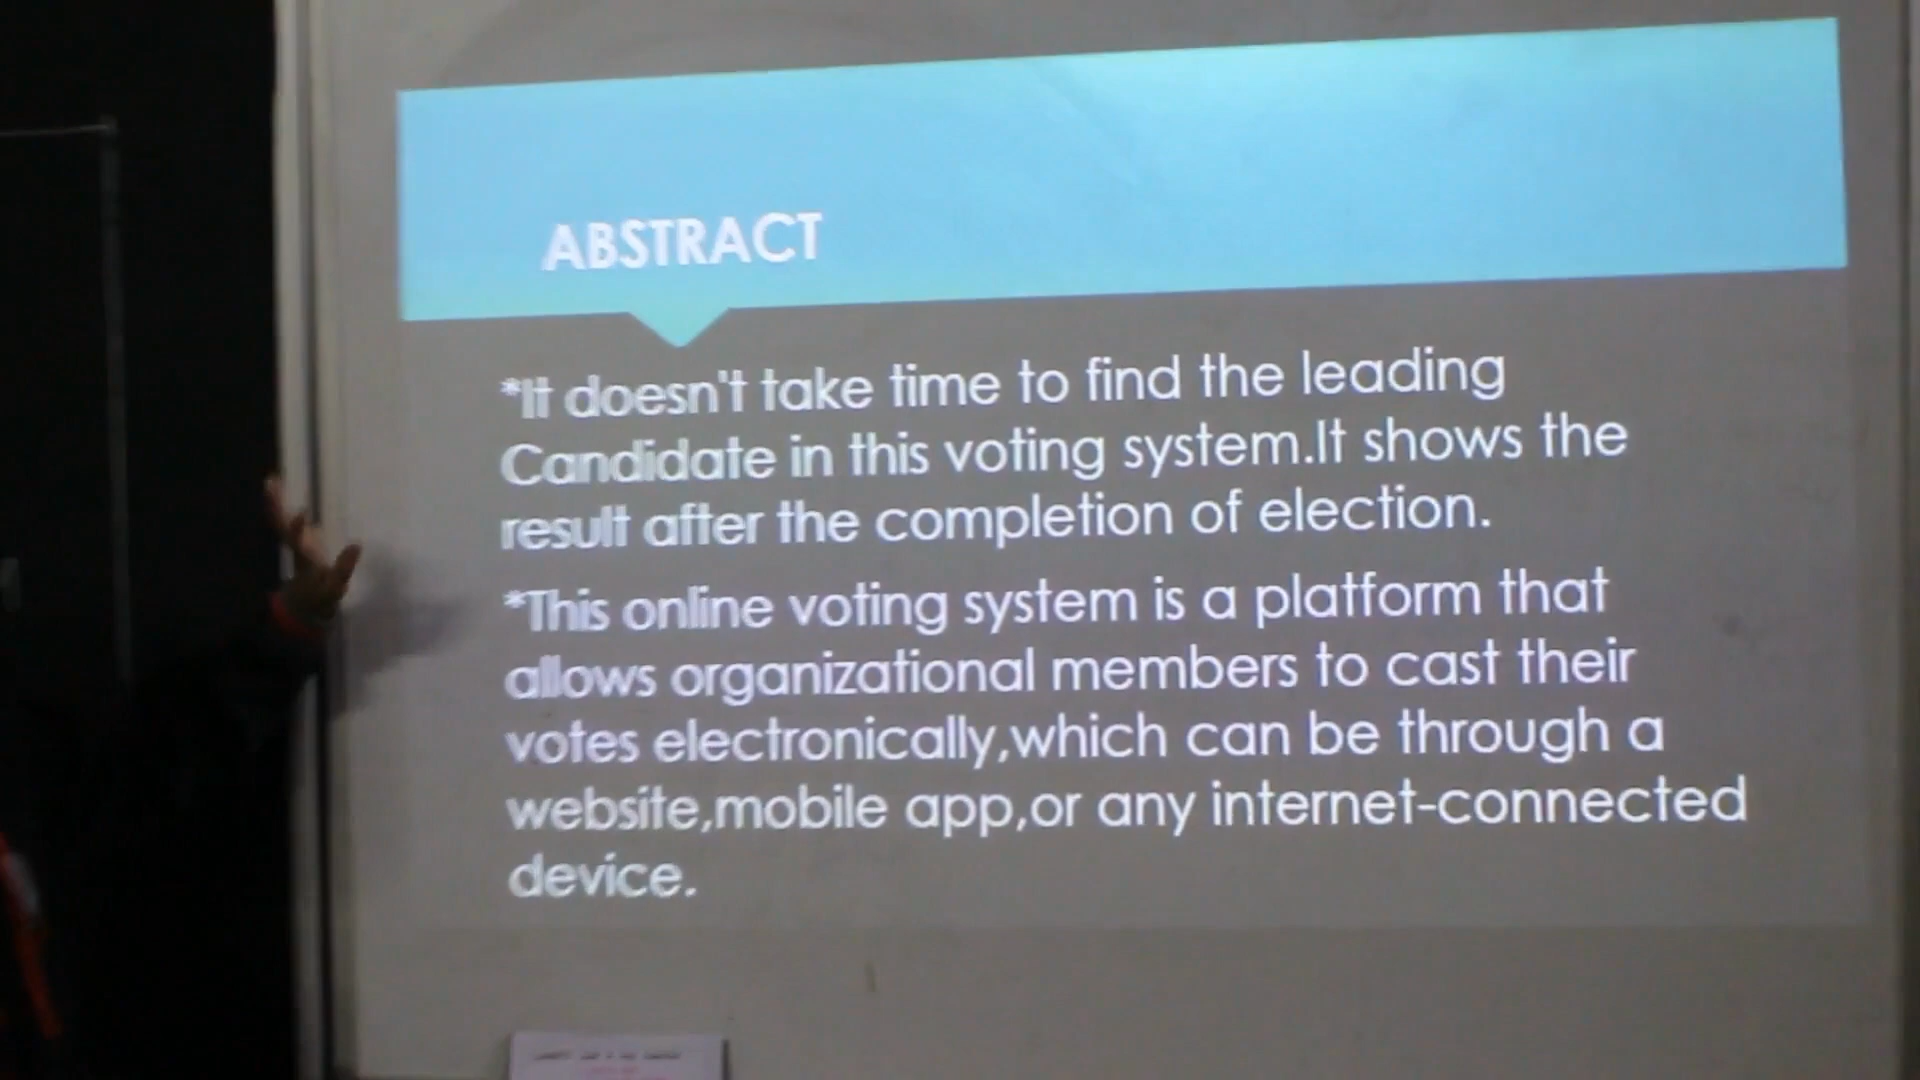 ABSTRACT
*It doesn't take time to find the leading
Candidate in this voting system.It shows the
result after the completion of election.
*This online voting system is a platform that
allows organizational members to cast their
votes electronically,which can be through a
website,mobile app,or any internet-connected
device.